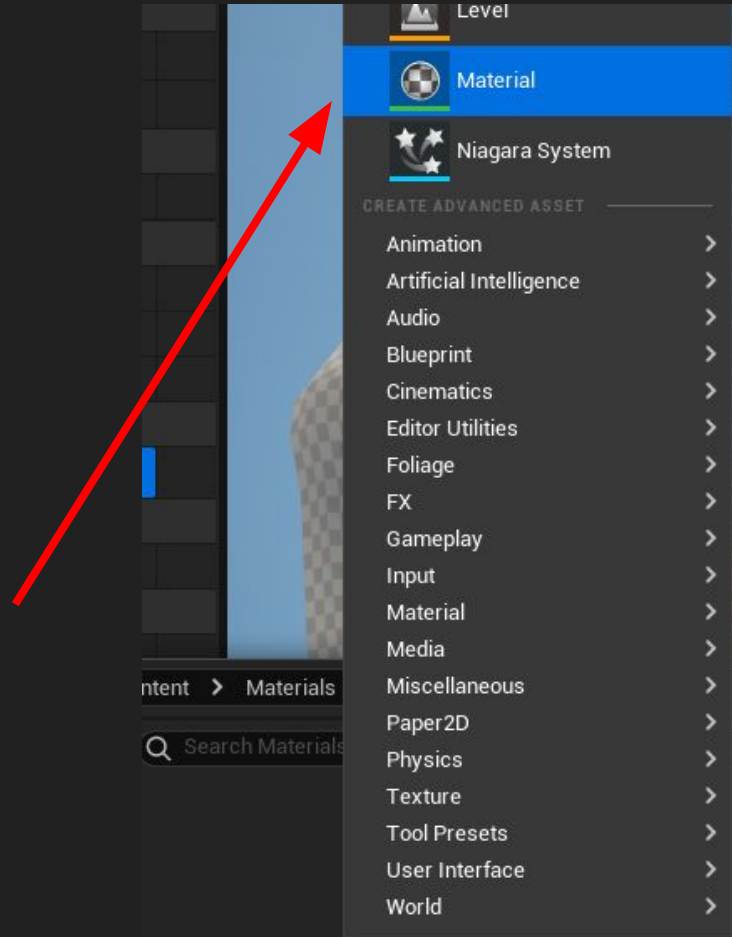 Level
Material
Niagara System
CREATE ADVANCED ASSET
Animation
Artificial Intelligence
Audio
Blueprint
Cinematics
Editor Utilities
Foliage
FX
Gameplay
Input
Material
Media
ntent > Materials
Miscellaneous
Paper2D
Search Materials
Physics
Texture
Tool Presets
User Interface
World